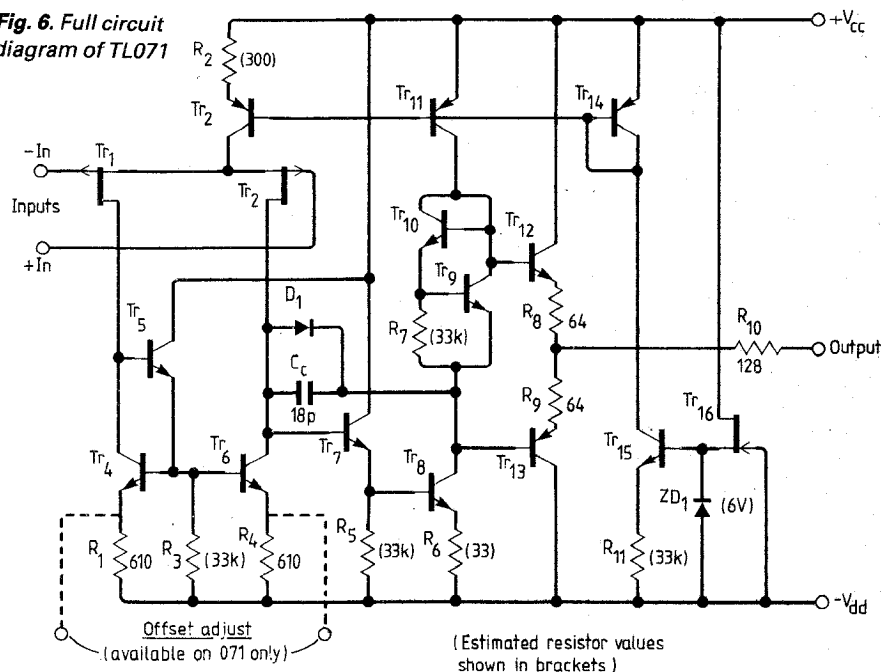 Fig. 6. Full circuit
diagram of TL071
R2
(300)
Tr2
Tr11
Tr14
+Vcc
-In
Tr1
Tr2
Inputs
+In
Tr10
Tr12
Tr9
R7
(33k)
R8
64
R10
128
Output
D1
Cc
18p
Tr5
R9
64
Tr16
Tr4
Tr6
Tr7
Tr8
Tr13
Tr15
ZD1
(6V)
R1
610
R3
(33k)
R4
610
R5
(33k)
R6
(33)
R11
(33k)
-Vdd
Offset adjust
(available on 071 only)
(Estimated resistor values
shown in brackets)